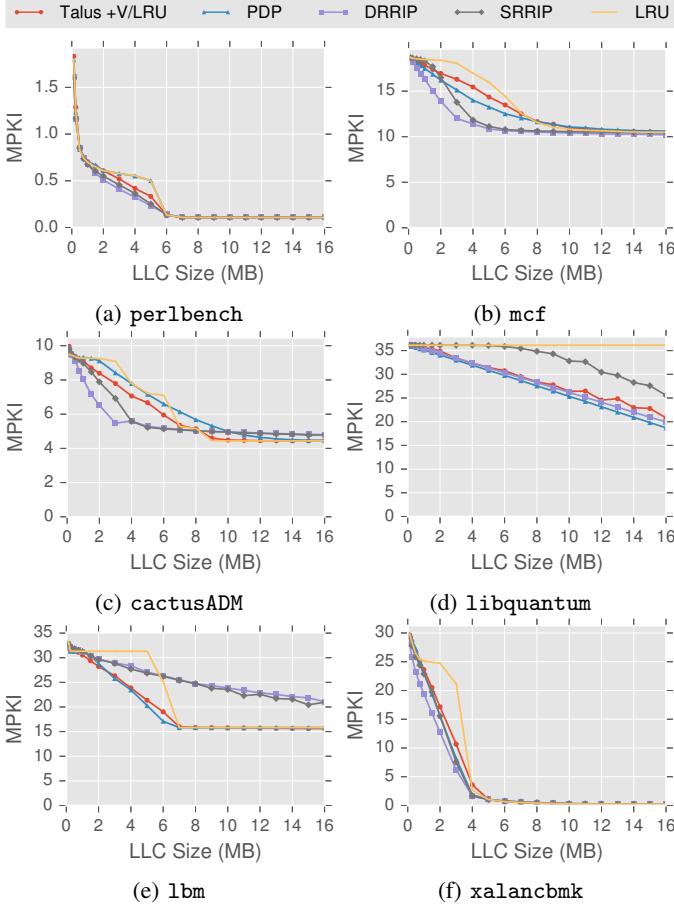 Talus +V/LRU PDP DRRIP SRRIP LRU
MPKI
1.5
1.0
0.5
0.0
0 2 4 6 8 10 12 14 16
LLC Size (MB)
(a) perlbench
MPKI
15
10
5
0
0 2 4 6 8 10 12 14 16
LLC Size (MB)
(b) mcf
MPKI
10
8
6
4
2
0
0 2 4 6 8 10 12 14 16
LLC Size (MB)
(c) cactusADM
MPKI
35
30
25
20
15
10
5
0
0 2 4 6 8 10 12 14 16
LLC Size (MB)
(d) libquantum
MPKI
35
30
25
20
15
10
5
0
0 2 4 6 8 10 12 14 16
LLC Size (MB)
(e) lbm
MPKI
30
25
20
15
10
5
0
0 2 4 6 8 10 12 14 16
LLC Size (MB)
(f) xalancbmk